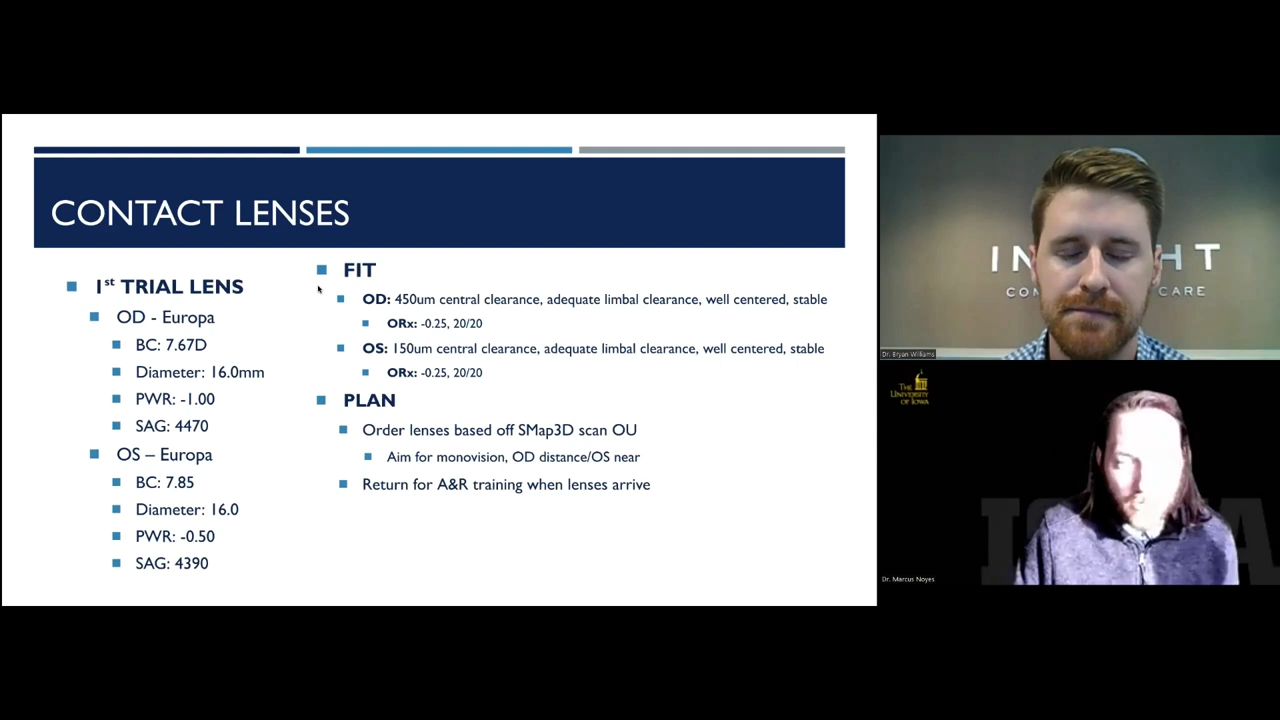 CONTACT LENSES
1st TRIAL LENS
OD - Europa
BC: 7.67D
Diameter: 16.0mm
PWR: -1.00
SAG: 4470
OS – Europa
BC: 7.85
Diameter: 16.0
PWR: -0.50
SAG: 4390
FIT
OD: 450um central clearance, adequate limbal clearance, well centered, stable
ORx: -0.25, 20/20
OS: 150um central clearance, adequate limbal clearance, well centered, stable
ORx: -0.25, 20/20
PLAN
Order lenses based off SMap3D scan OU
Aim for monovision, OD distance/OS near
Return for A&R training when lenses arrive
Dr. Bryan Williams
THE
UNIVERSITY
OF IOWA
Dr. Marcus Noyes